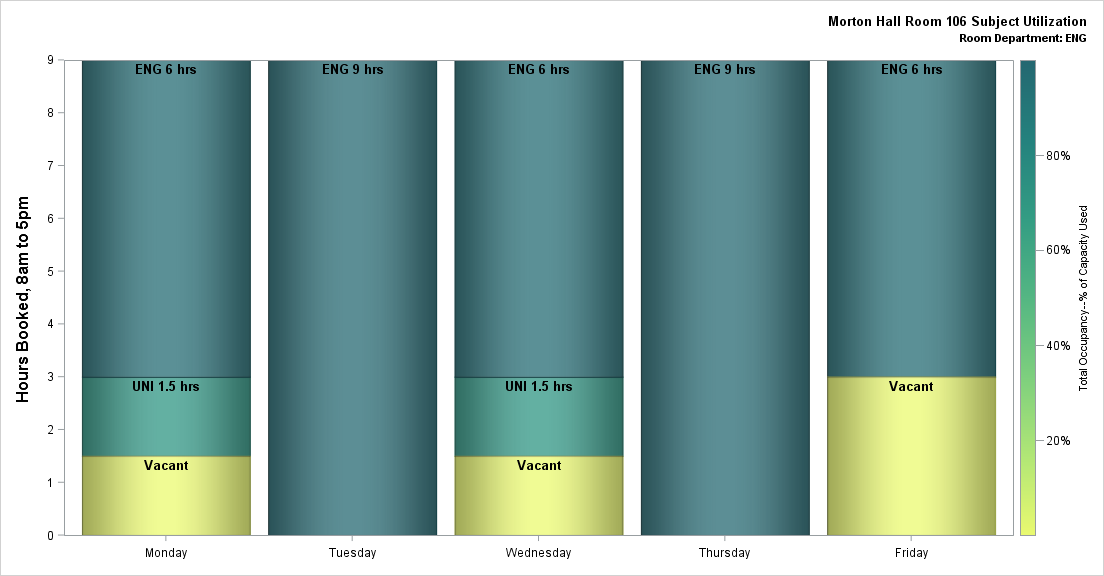 Morton Hall Room 106 Subject Utilization
Room Department: ENG
Hours Booked, 8am to 5pm
9
8
7
6
5
4
3
2
1
0
ENG 6 hrs
UNI 1.5 hrs
Vacant
ENG 9 hrs
ENG 6 hrs
UNI 1.5 hrs
Vacant
ENG 9 hrs
ENG 6 hrs
Vacant
Monday
Tuesday
Wednesday
Thursday
Friday
80%
60%
40%
20%
Total Occupancy--% of Capacity Used